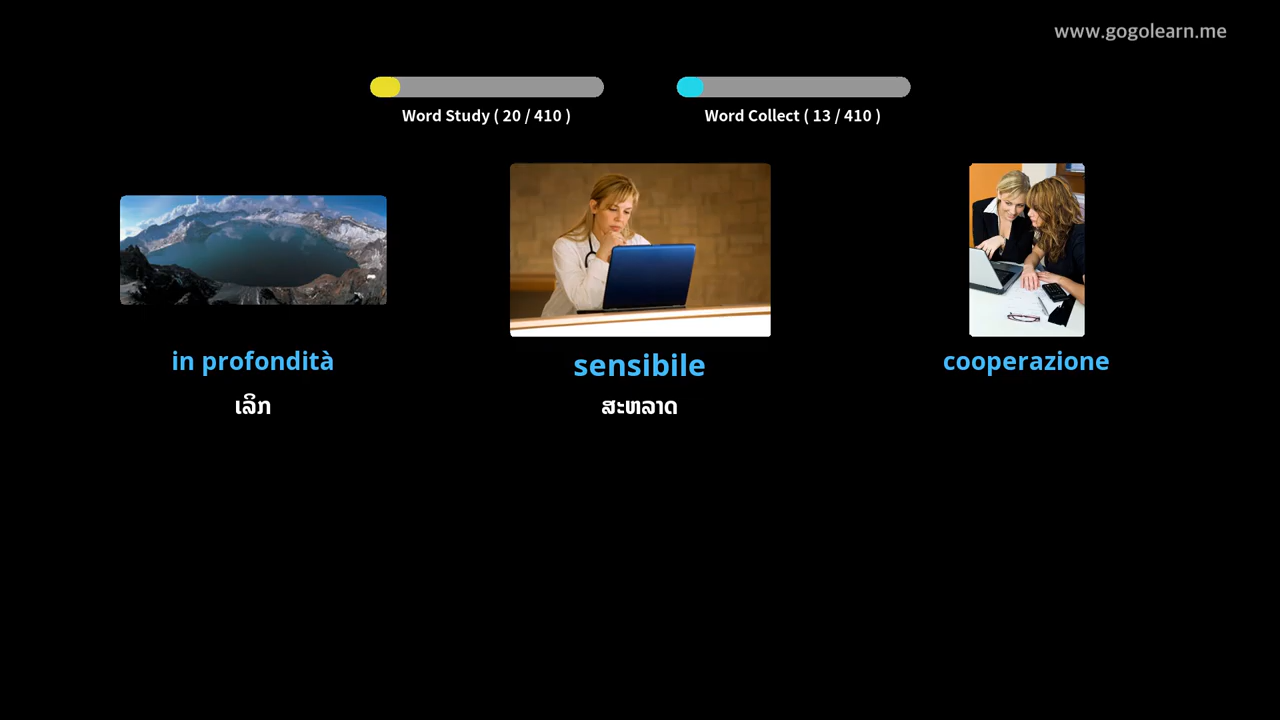 www.gogolearn.me
Word Study ( 20 / 410 )
Word Collect ( 13 / 410 )
in profondità
sensibile
cooperazione
ເລິກ
ສະຫລາດ